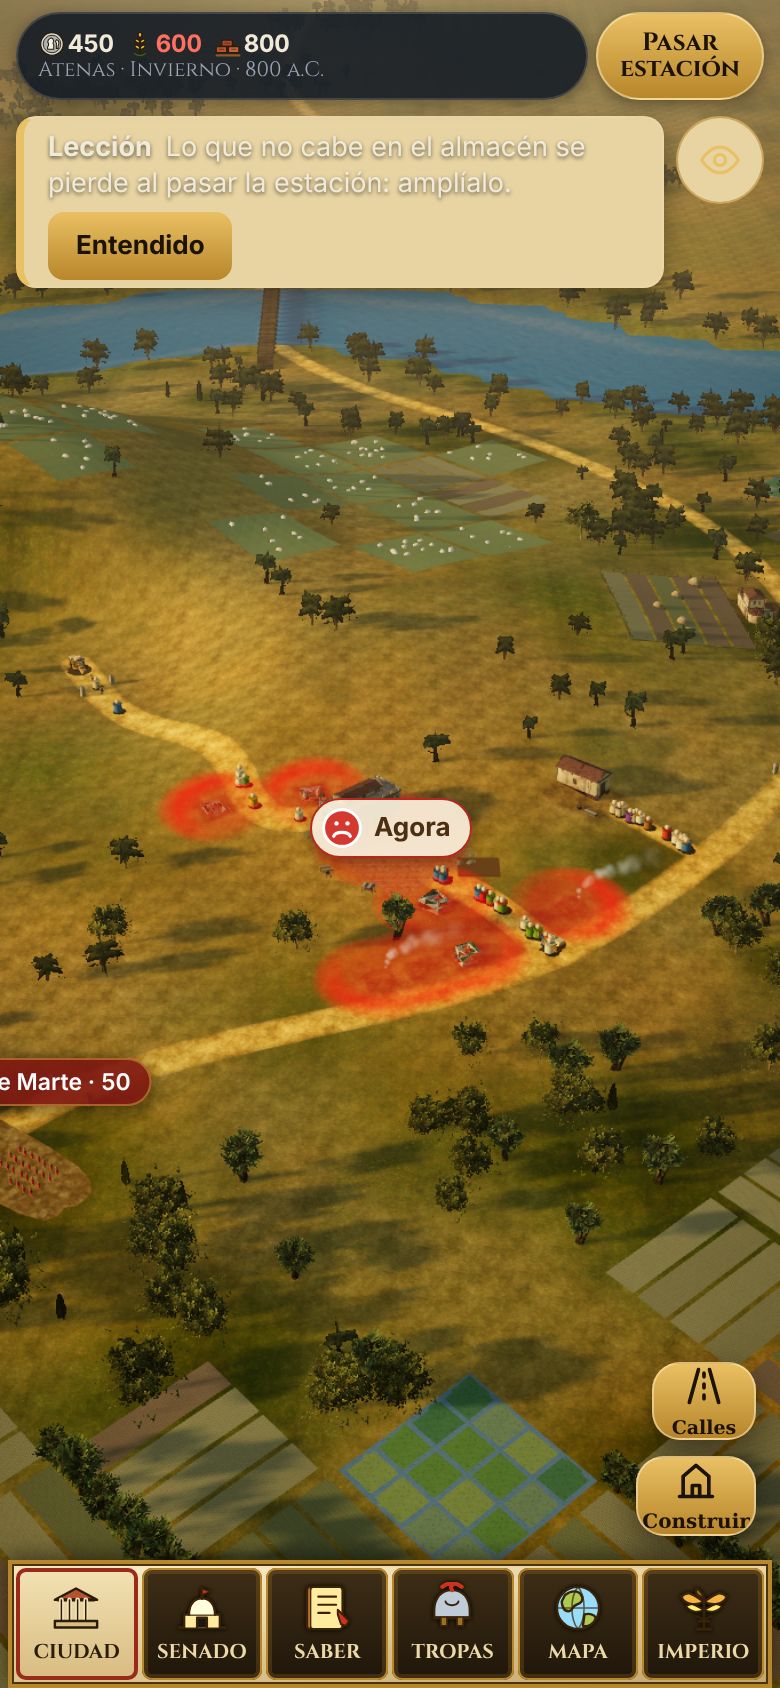 450 600 800
ATENAS · INVIERNO · 800 A.C.
PASAR
ESTACIÓN
Lección Lo que no cabe en el almacén se
pierde al pasar la estación: amplíalo.
Entendido
Agora
e Marte · 50
Calles
Construir
CIUDAD SENADO SABER TROPAS MAPA IMPERIO